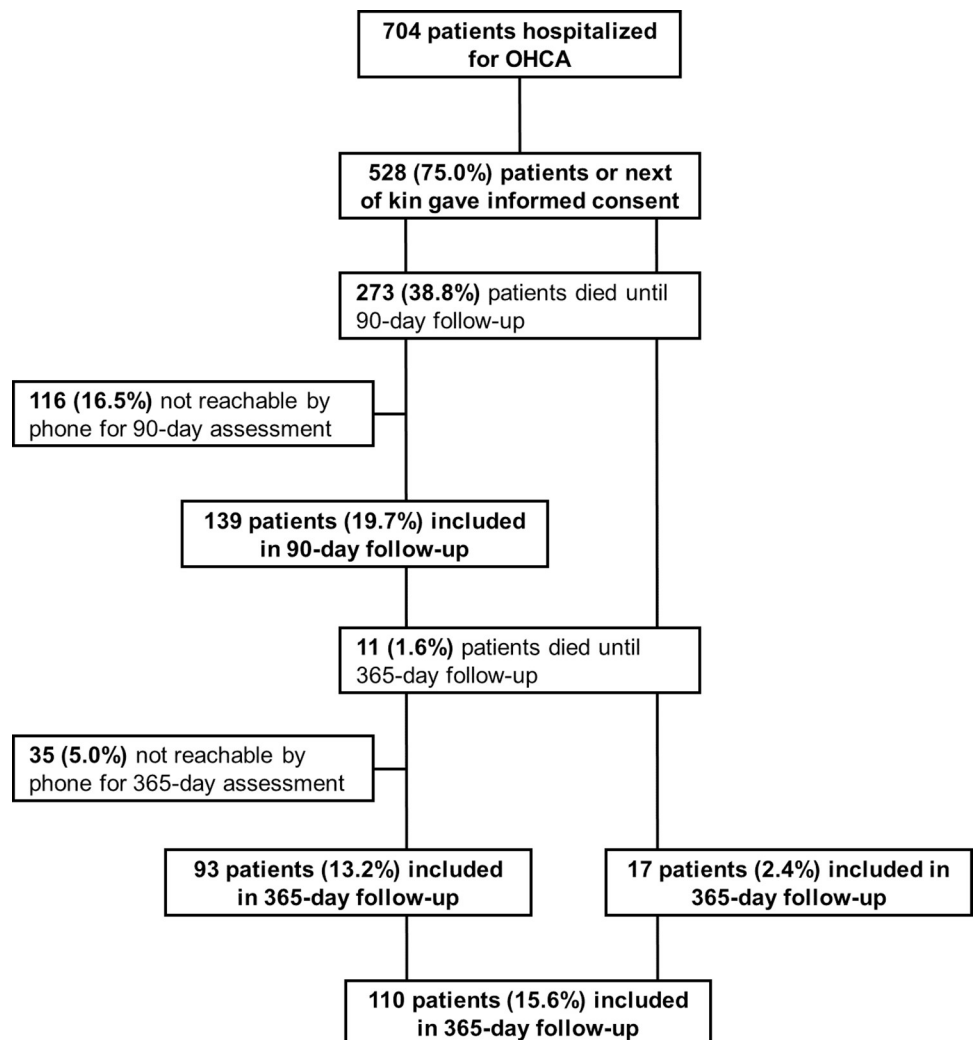 704 patients hospitalized
for OHCA
528 (75.0%) patients or next
of kin gave informed consent
273 (38.8%) patients died until
90-day follow-up
116 (16.5%) not reachable by
phone for 90-day assessment
139 patients (19.7%) included
in 90-day follow-up
11 (1.6%) patients died until
365-day follow-up
35 (5.0%) not reachable by
phone for 365-day assessment
93 patients (13.2%) included
in 365-day follow-up
17 patients (2.4%) included in
365-day follow-up
110 patients (15.6%) included
in 365-day follow-up